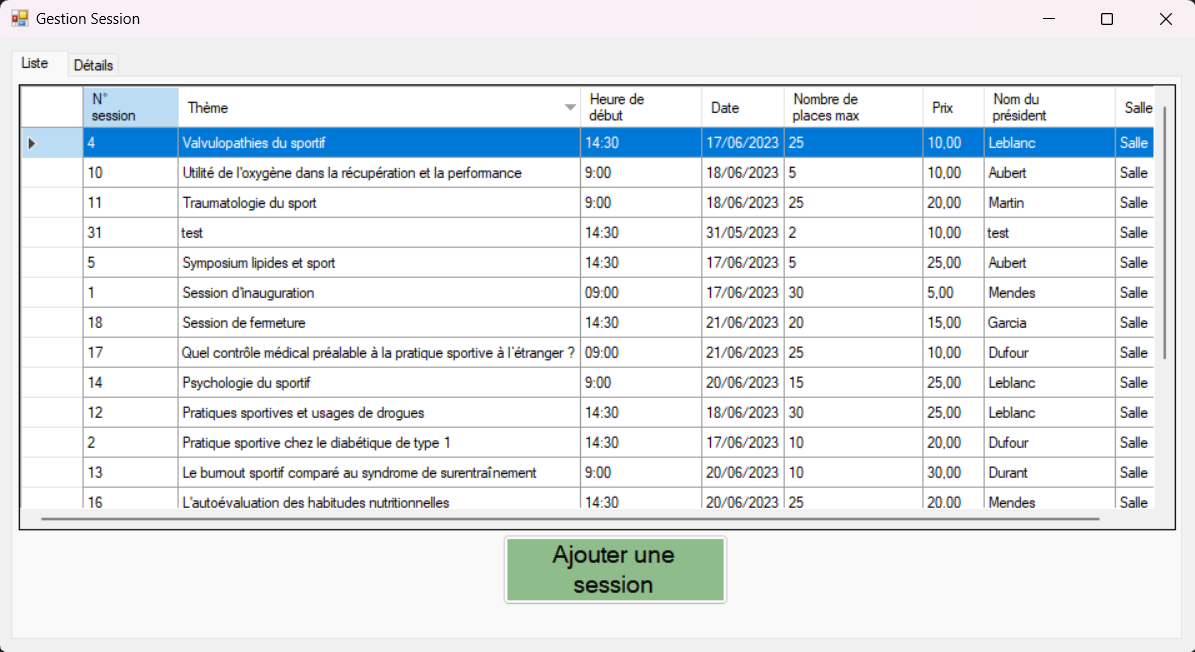 Gestion Session
Liste Détails
N° session Thème Heure de début Date Nombre de places max Prix Nom du président Salle
4 Valvulopathies du sportif 14:30 17/06/2023 25 10,00 Leblanc Salle
10 Utilité de l'oxygène dans la récupération et la performance 9:00 18/06/2023 5 10,00 Aubert Salle
11 Traumatologie du sport 9:00 18/06/2023 25 20,00 Martin Salle
31 test 14:30 31/05/2023 2 10,00 test Salle
5 Symposium lipides et sport 14:30 17/06/2023 5 25,00 Aubert Salle
1 Session d'inauguration 09:00 17/06/2023 30 5,00 Mendes Salle
18 Session de fermeture 14:30 21/06/2023 20 15,00 Garcia Salle
17 Quel contrôle médical préalable à la pratique sportive à l'étranger ? 09:00 21/06/2023 25 10,00 Dufour Salle
14 Psychologie du sportif 9:00 20/06/2023 15 25,00 Leblanc Salle
12 Pratiques sportives et usages de drogues 14:30 18/06/2023 30 25,00 Leblanc Salle
2 Pratique sportive chez le diabétique de type 1 14:30 17/06/2023 10 20,00 Dufour Salle
13 Le burnout sportif comparé au syndrome de surentraînement 9:00 20/06/2023 10 30,00 Durant Salle
16 L'autoévaluation des habitudes nutritionnelles 14:30 20/06/2023 25 20,00 Mendes Salle
Ajouter une
session